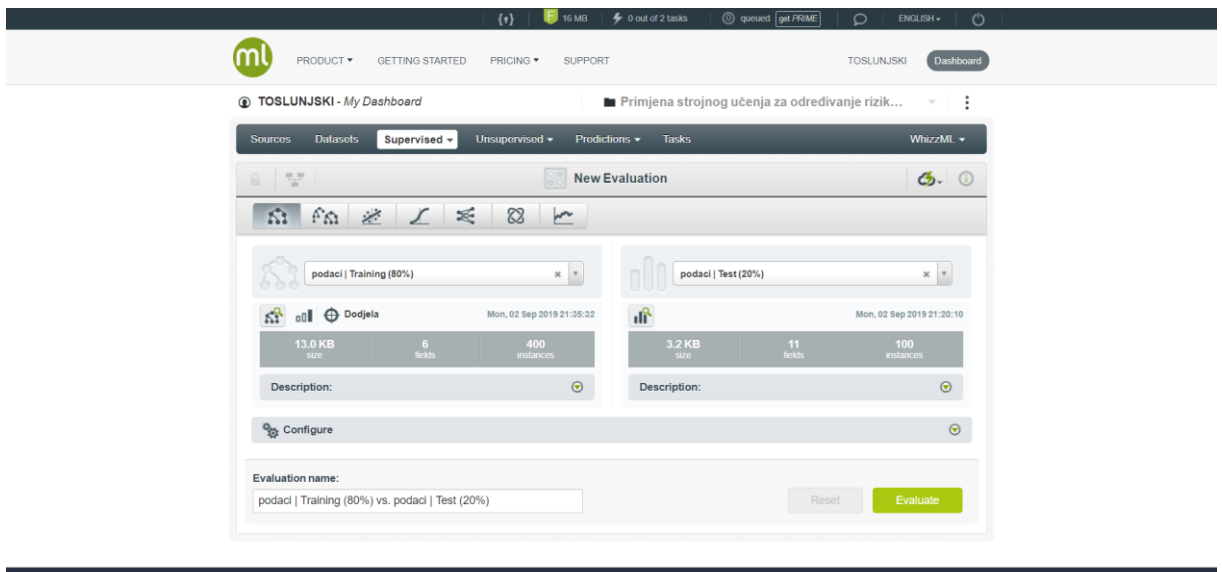 16 MB 0 out of 2 tasks 0 queued get PRIME ENGLISH
ml PRODUCT GETTING STARTED PRICING SUPPORT TOSLUNJSKI Dashboard
TOSLUNJSKI - My Dashboard Primjena strojnog učenja za određivanje rizik...
Sources Datasets Supervised Unsupervised Predictions Tasks WhizzML
New Evaluation
podaci | Training (80%) podaci | Test (20%)
Dodjela Mon, 02 Sep 2019 21:35:32 Mon, 02 Sep 2019 21:20:10
13.0 KB 6 400 3.2 KB 11 100
size fields instances size fields instances
Description: Description:
Configure
Evaluation name:
podaci | Training (80%) vs. podaci | Test (20%) Reset Evaluate